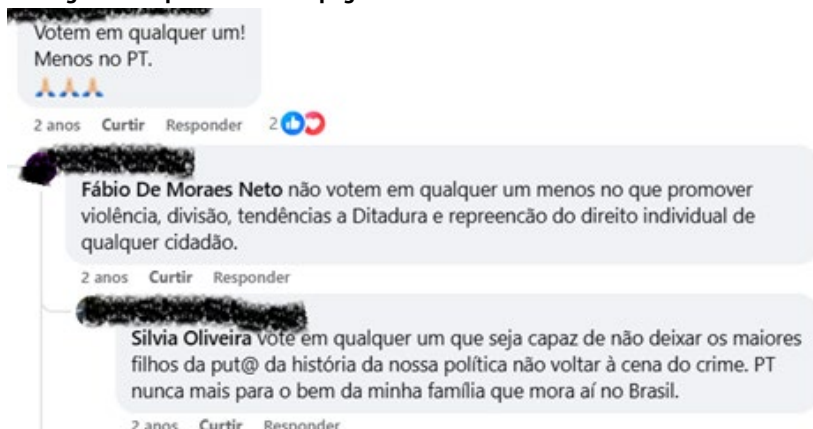 Votem em qualquer um!
Menos no PT.
🙏🏼🙏🏼🙏🏼
2 anos Curtir Responder 2
Fábio De Moraes Neto não votem em qualquer um menos no que promover
violência, divisão, tendências a Ditadura e repreencão do direito individual de
qualquer cidadão.
2 anos Curtir Responder
Silvia Oliveira vote em qualquer um que seja capaz de não deixar os maiores
filhos da put@ da história da nossa política não voltar à cena do crime. PT
nunca mais para o bem da minha família que mora aí no Brasil.
2 anos Curtir Responder